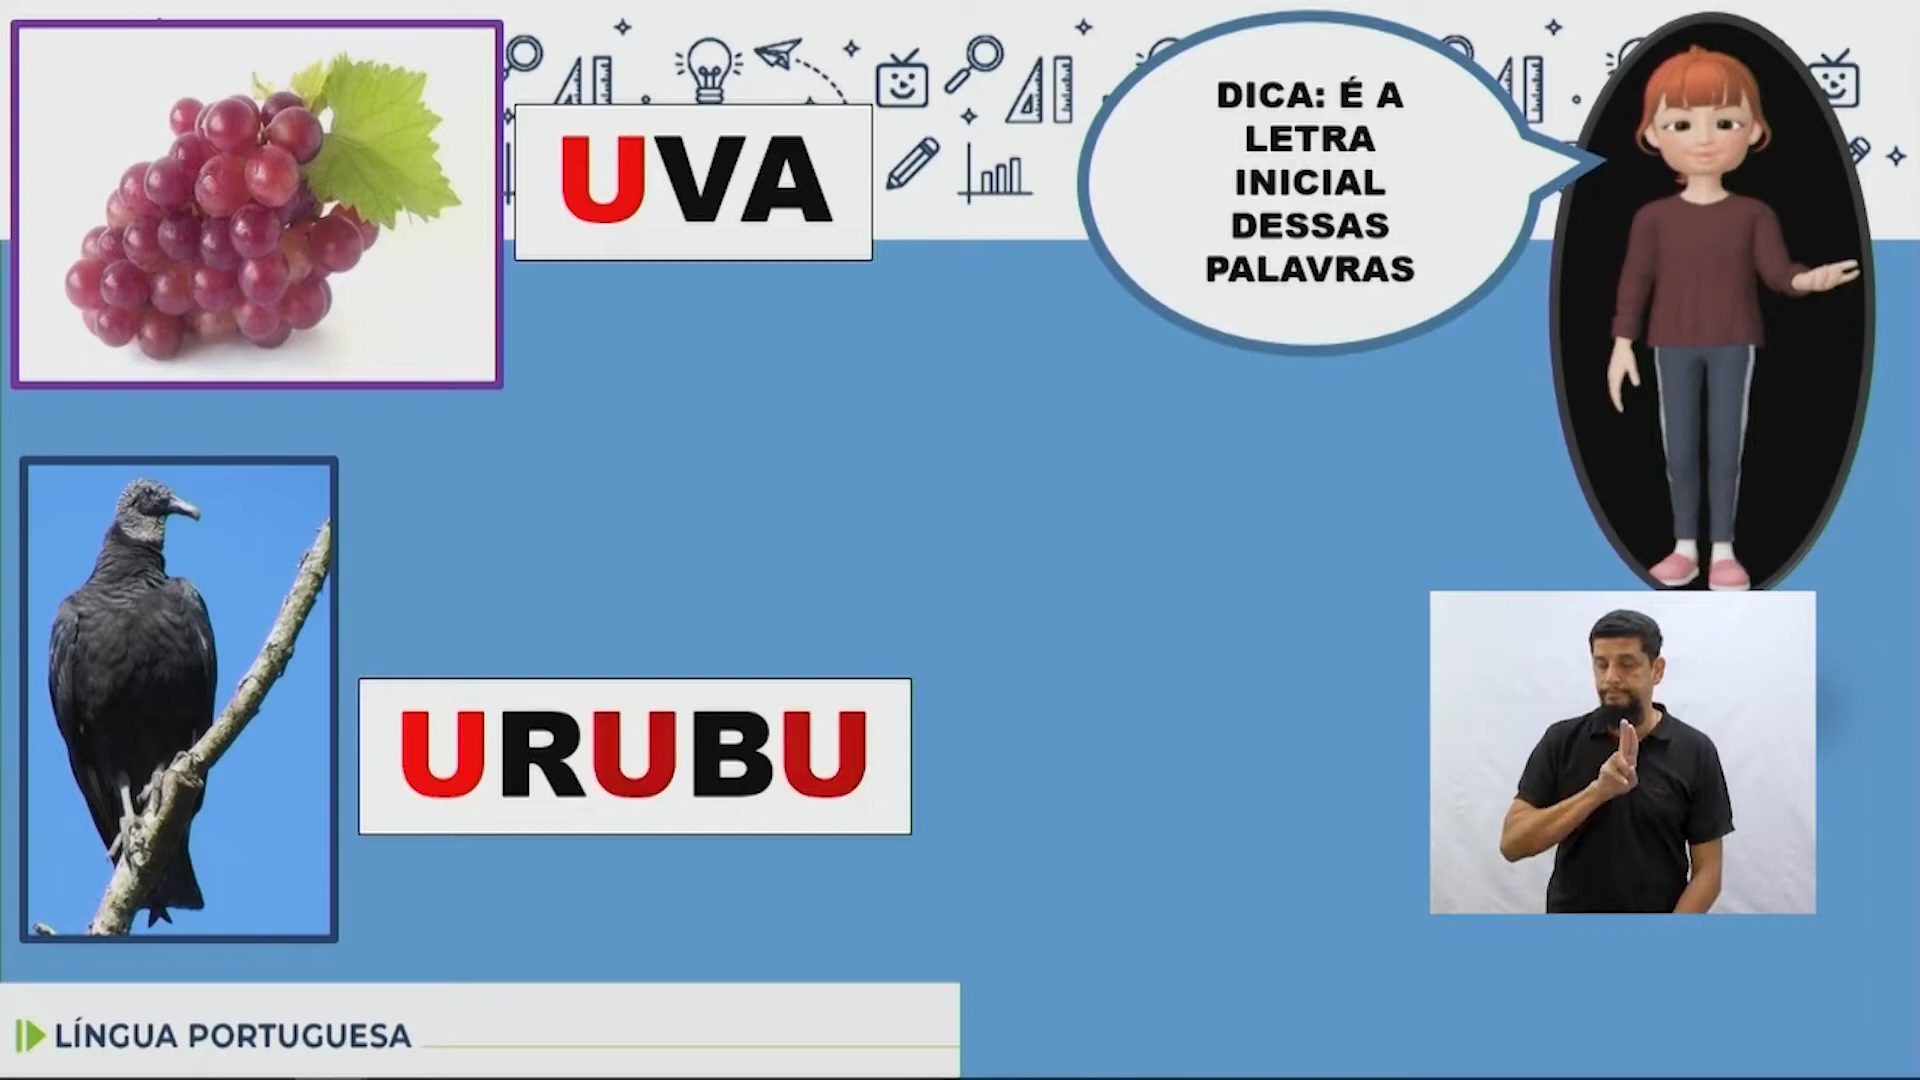 UVA
DICA: É A
LETRA
INICIAL
DESSAS
PALAVRAS
URUBU
LÍNGUA PORTUGUESA